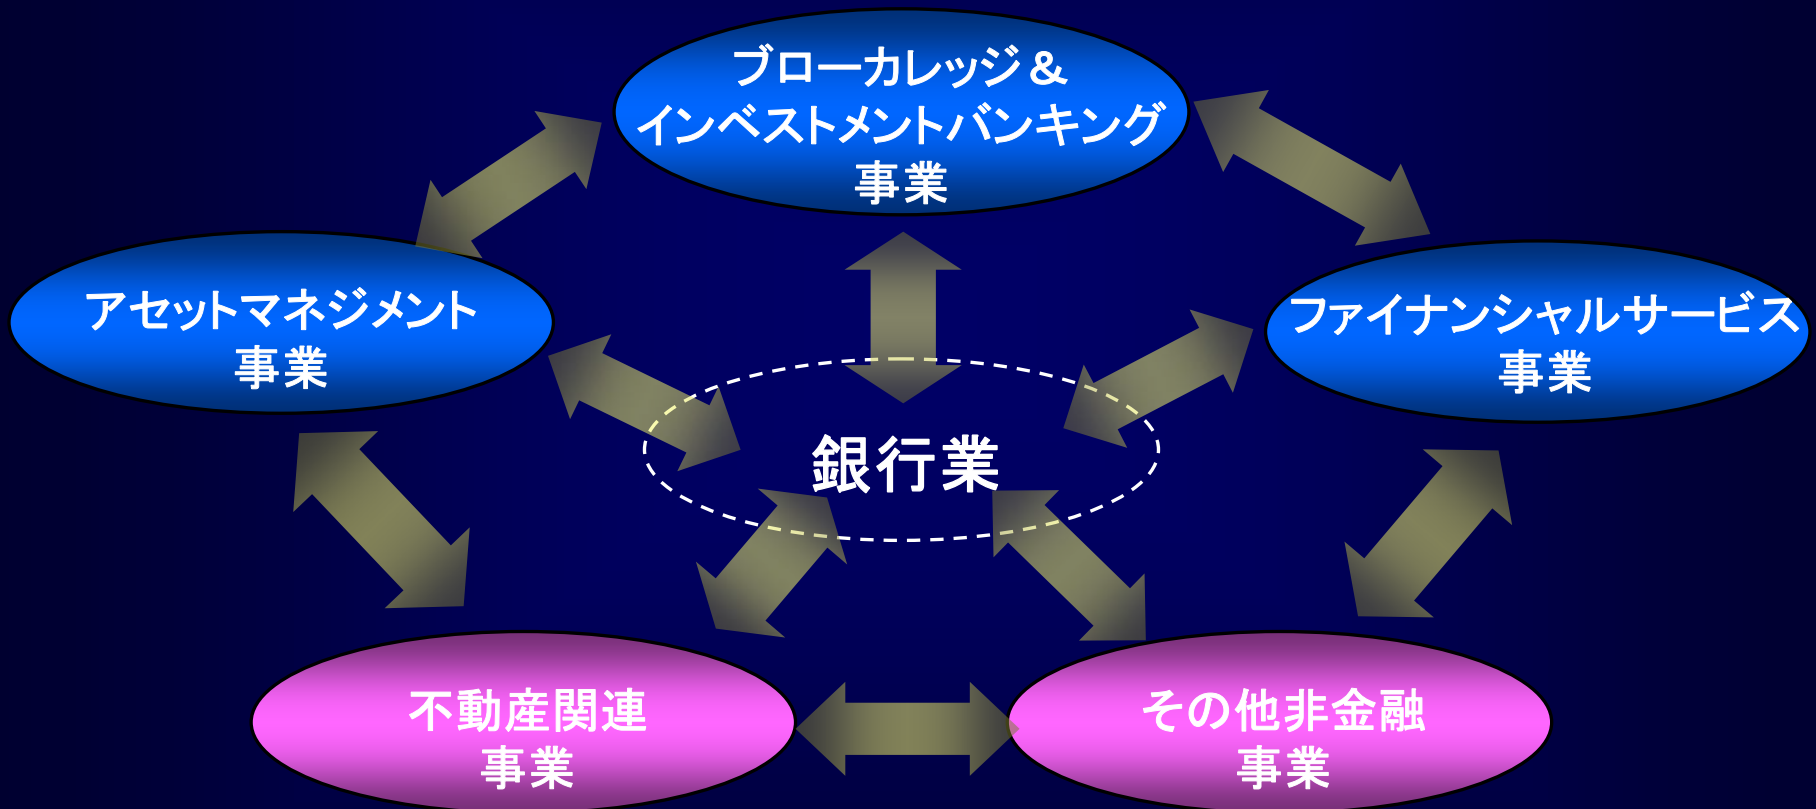 ブローカレッジ&
インベストメントバンキング
事業
アセットマネジメント
事業
ファイナンシャルサービス
事業
銀行業
不動産関連
事業
その他非金融
事業